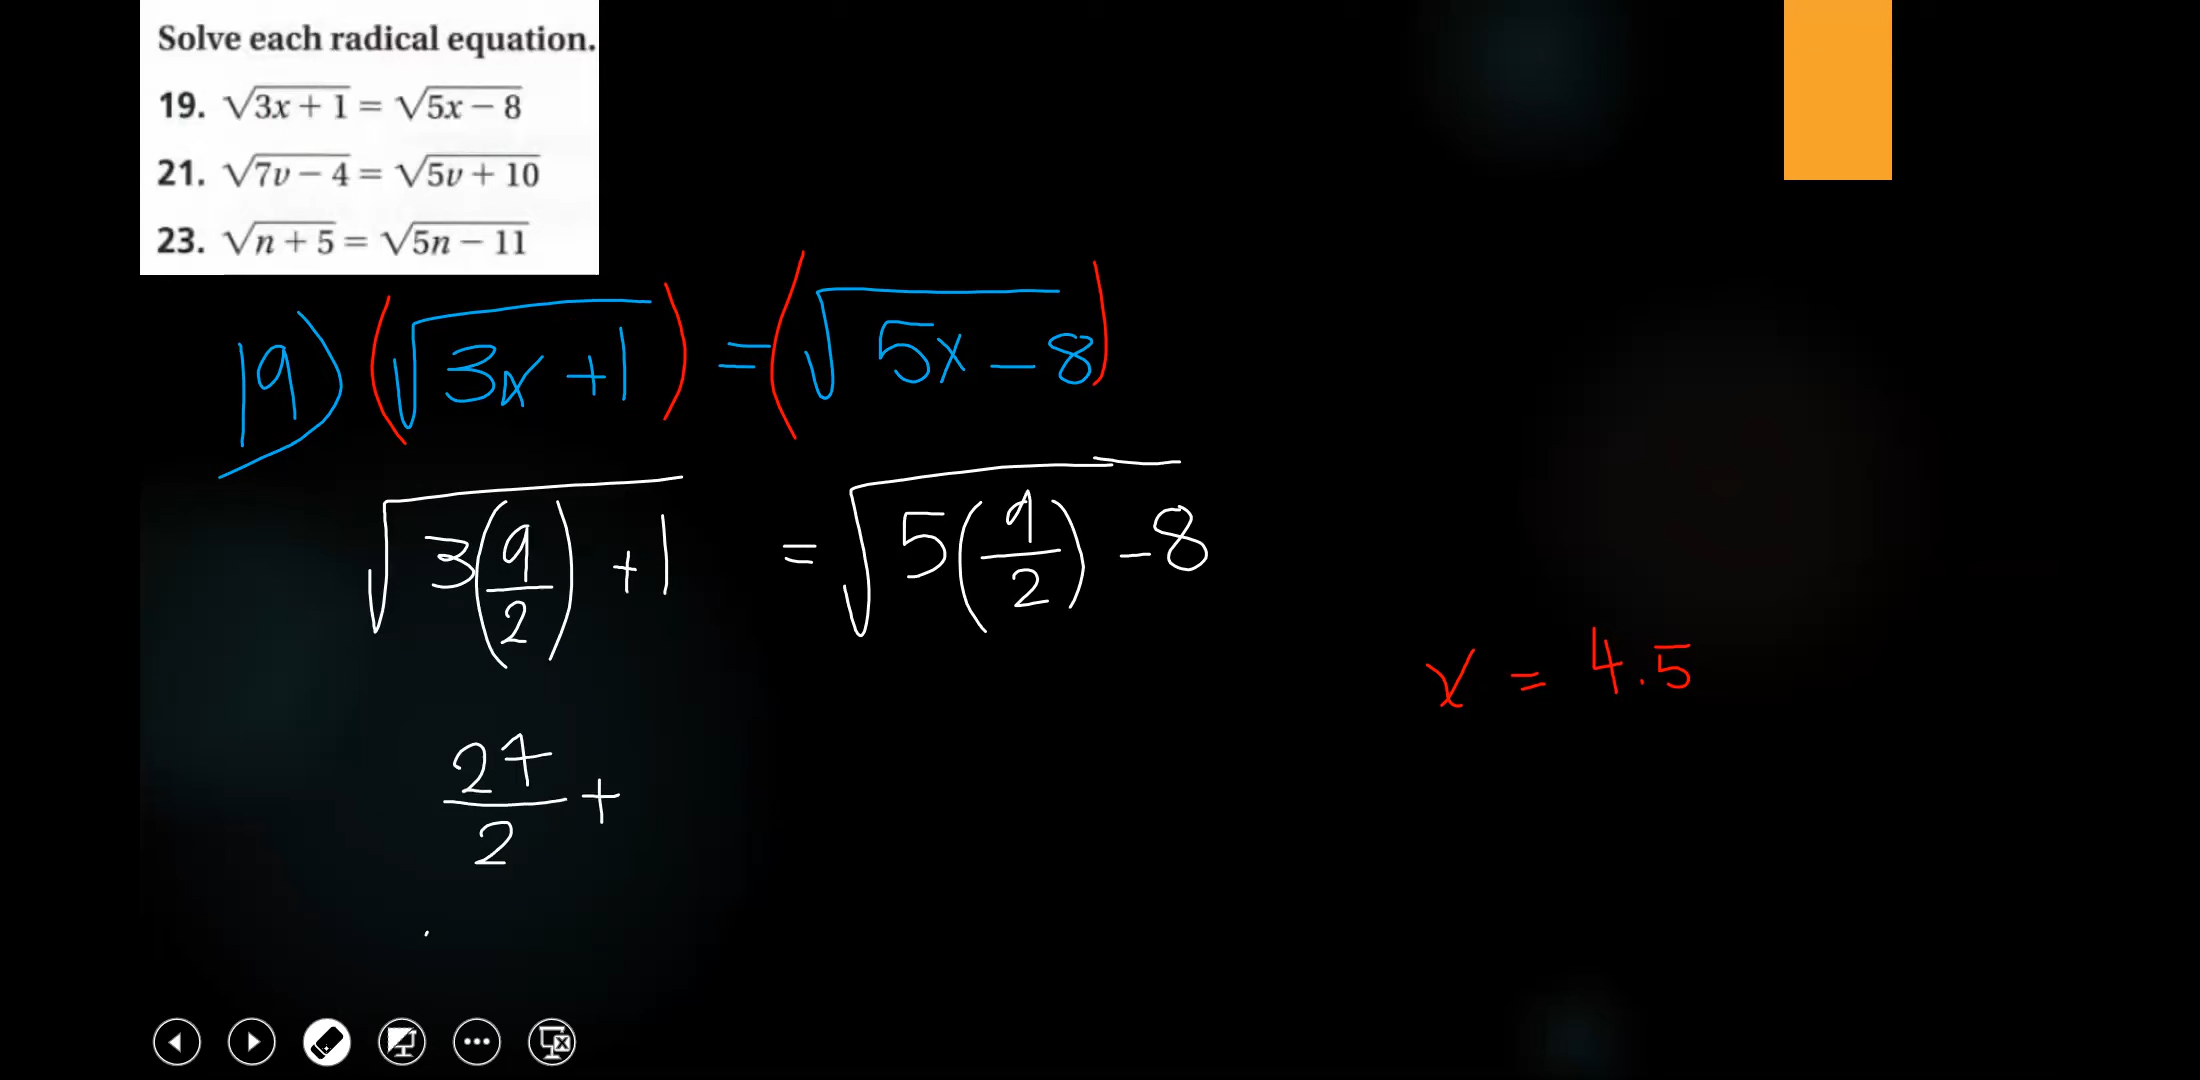 Solve each radical equation.
19. √3x + 1 = √5x − 8
21. √7v − 4 = √5v + 10
23. √n + 5 = √5n − 11
19) (√3x + 1) = (√5x − 8)
√3(9/2) + 1 = √5(9/2) − 8
x = 4.5
27/2 +